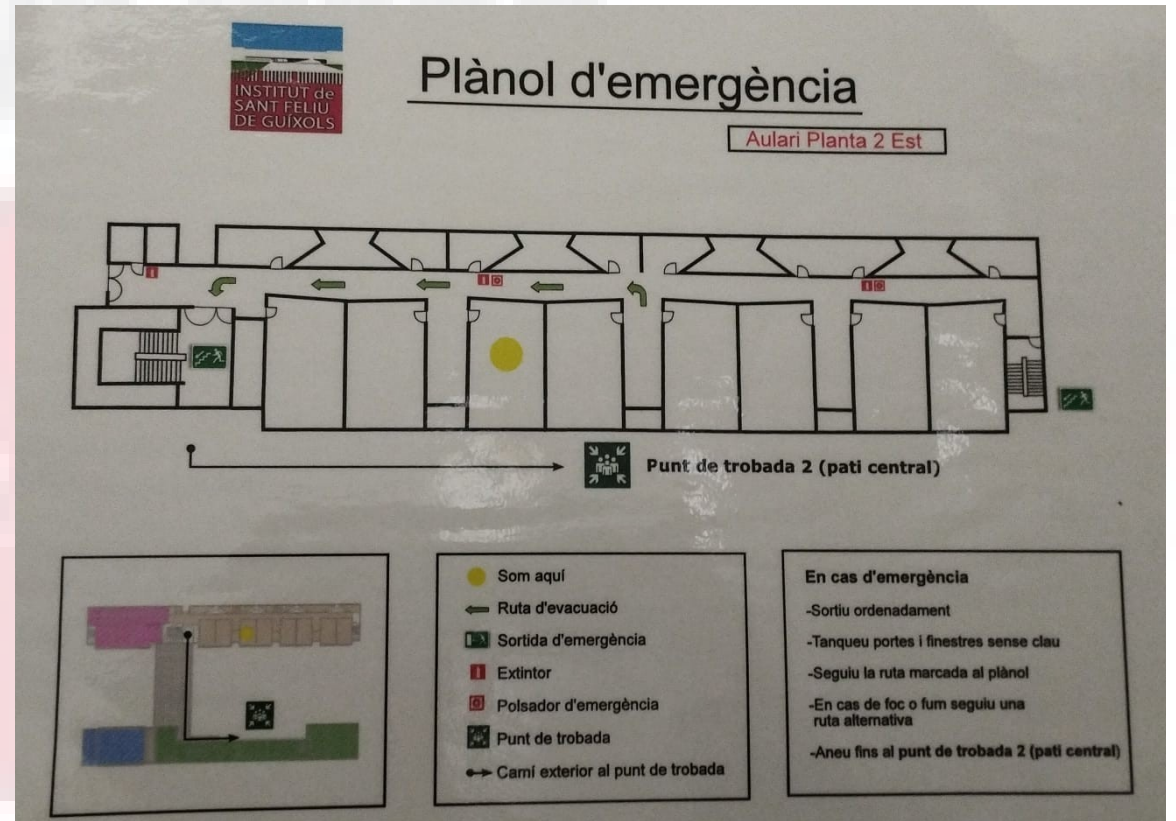 INSTITUT de
SANT FELIU
DE GUÍXOLS
Plànol d'emergència
Aulari Planta 2 Est
Punt de trobada 2 (pati central)
Som aquí
Ruta d'evacuació
Sortida d'emergència
Extintor
Polsador d'emergència
Punt de trobada
Camí exterior al punt de trobada
En cas d'emergència
-Sortiu ordenadament
-Tanqueu portes i finestres sense clau
-Seguiu la ruta marcada al plànol
-En cas de foc o fum seguiu una
ruta alternativa
-Aneu fins al punt de trobada 2 (pati central)